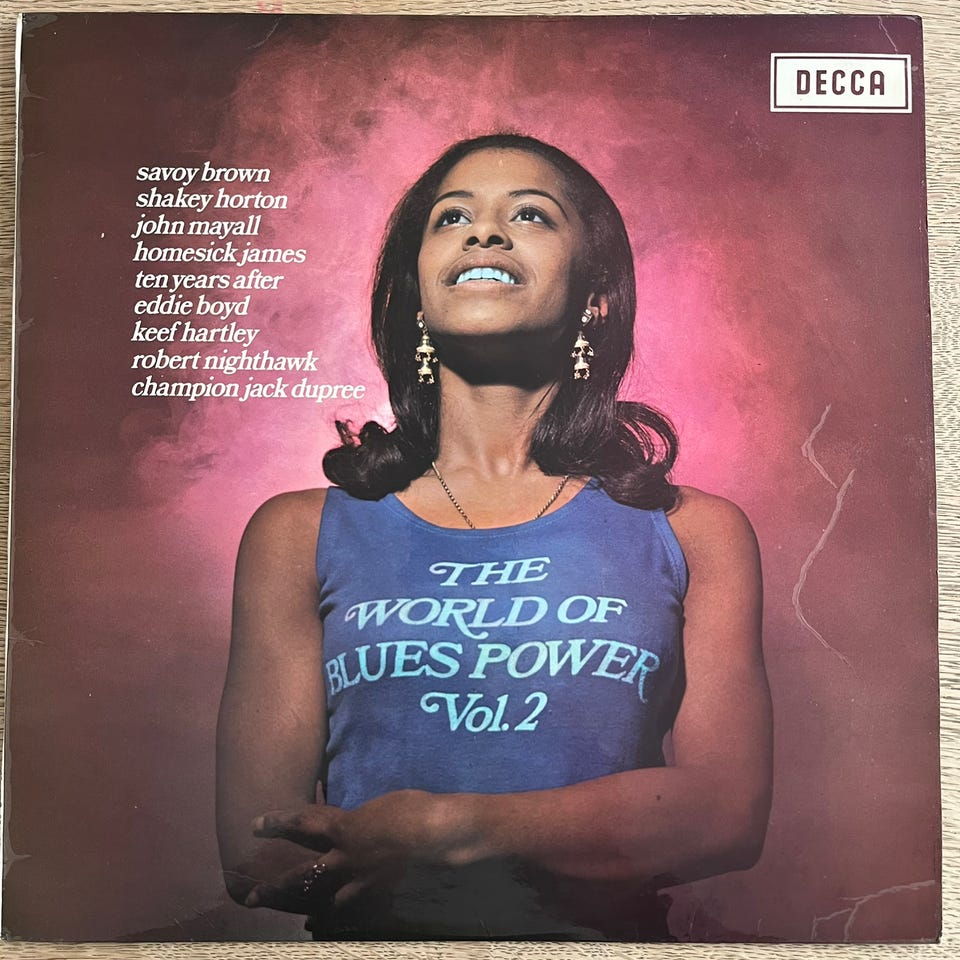 DECCA
savoy brown
shakey horton
john mayall
homesick james
ten years after
eddie boyd
keef hartley
robert nighthawk
champion jack dupree
THE
WORLD OF
BLUES POWER
Vol. 2